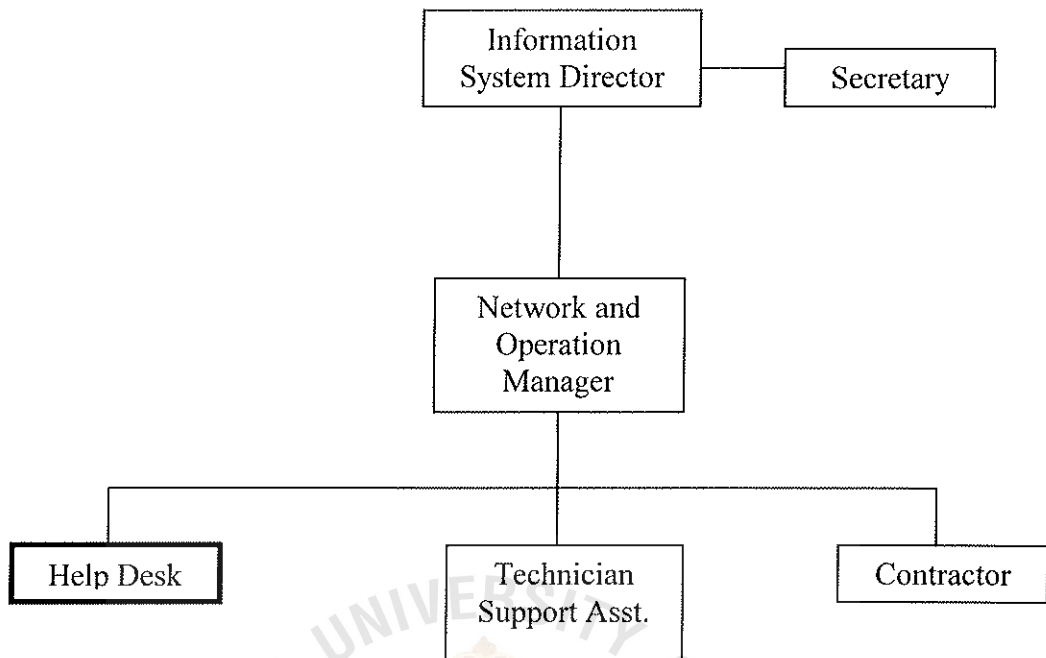 Information
System Director
Secretary
Network and
Operation
Manager
Help Desk
Technician
Support Asst.
Contractor
UNIVERSITY